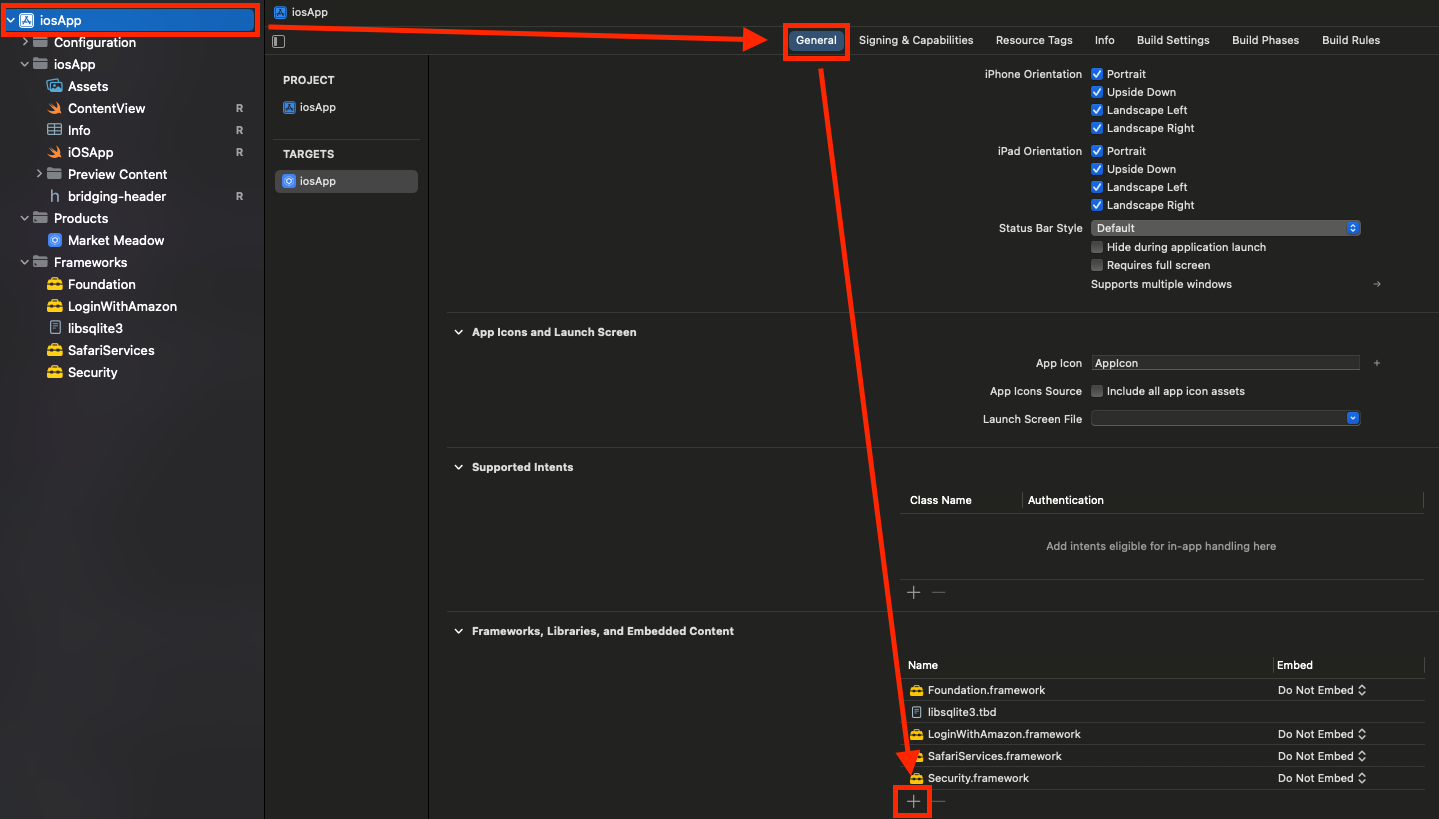 iosApp
Configuration
iosApp
Assets
ContentView R
Info R
iOSApp R
Preview Content
h bridging-header R
Products
Market Meadow
Frameworks
Foundation
LoginWithAmazon
libsqlite3
SafariServices
Security
iosApp
General Signing & Capabilities Resource Tags Info Build Settings Build Phases Build Rules
PROJECT
iosApp
TARGETS
iosApp
iPhone Orientation Portrait
Upside Down
Landscape Left
Landscape Right
iPad Orientation Portrait
Upside Down
Landscape Left
Landscape Right
Status Bar Style Default
Hide during application launch
Requires full screen
Supports multiple windows
App Icons and Launch Screen
App Icon AppIcon
App Icons Source Include all app icon assets
Launch Screen File
Supported Intents
Class Name Authentication
Add intents eligible for in-app handling here
Frameworks, Libraries, and Embedded Content
Name Embed
Foundation.framework Do Not Embed
libsqlite3.tbd
LoginWithAmazon.framework Do Not Embed
SafariServices.framework Do Not Embed
Security.framework Do Not Embed